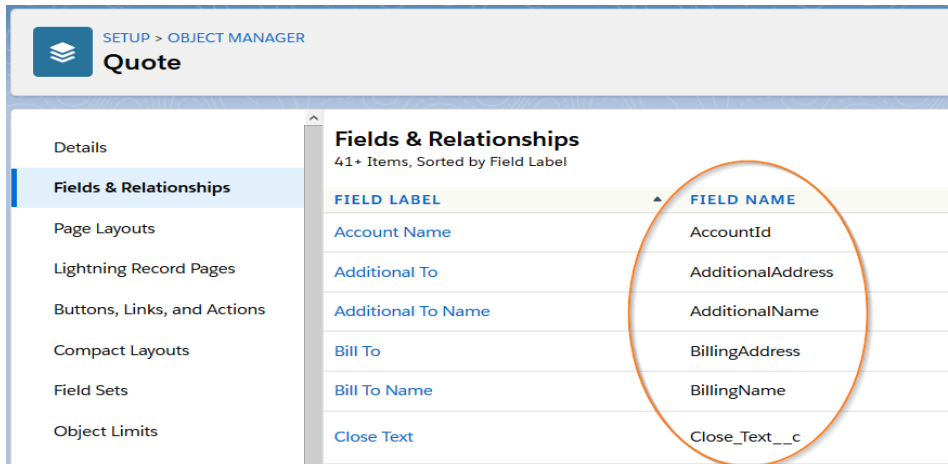 SETUP > OBJECT MANAGER
Quote
Details
Fields & Relationships
Page Layouts
Lightning Record Pages
Buttons, Links, and Actions
Compact Layouts
Field Sets
Object Limits
Fields & Relationships
41+ Items, Sorted by Field Label
FIELD LABEL FIELD NAME
Account Name AccountId
Additional To AdditionalAddress
Additional To Name AdditionalName
Bill To BillingAddress
Bill To Name BillingName
Close Text Close_Text__c